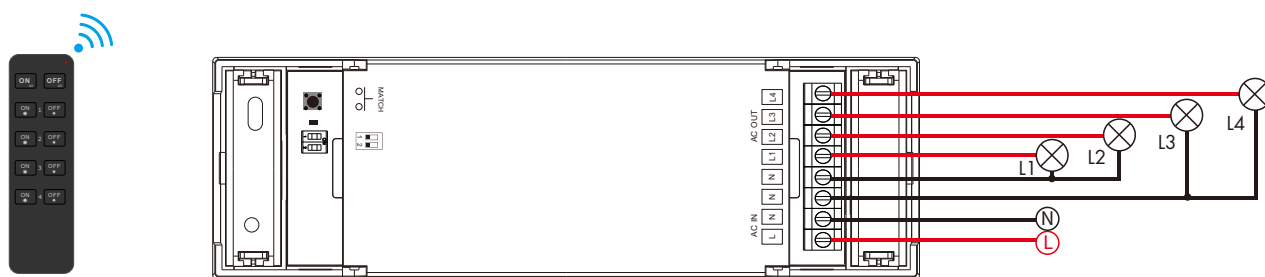 ON OFF
ON 1 OFF
ON 2 OFF
ON 3 OFF
ON 4 OFF
MATCH
1
2
AC OUT
L4
L3
L2
L1
N
N
AC IN
N
L
L1
L2
L3
L4
N
L